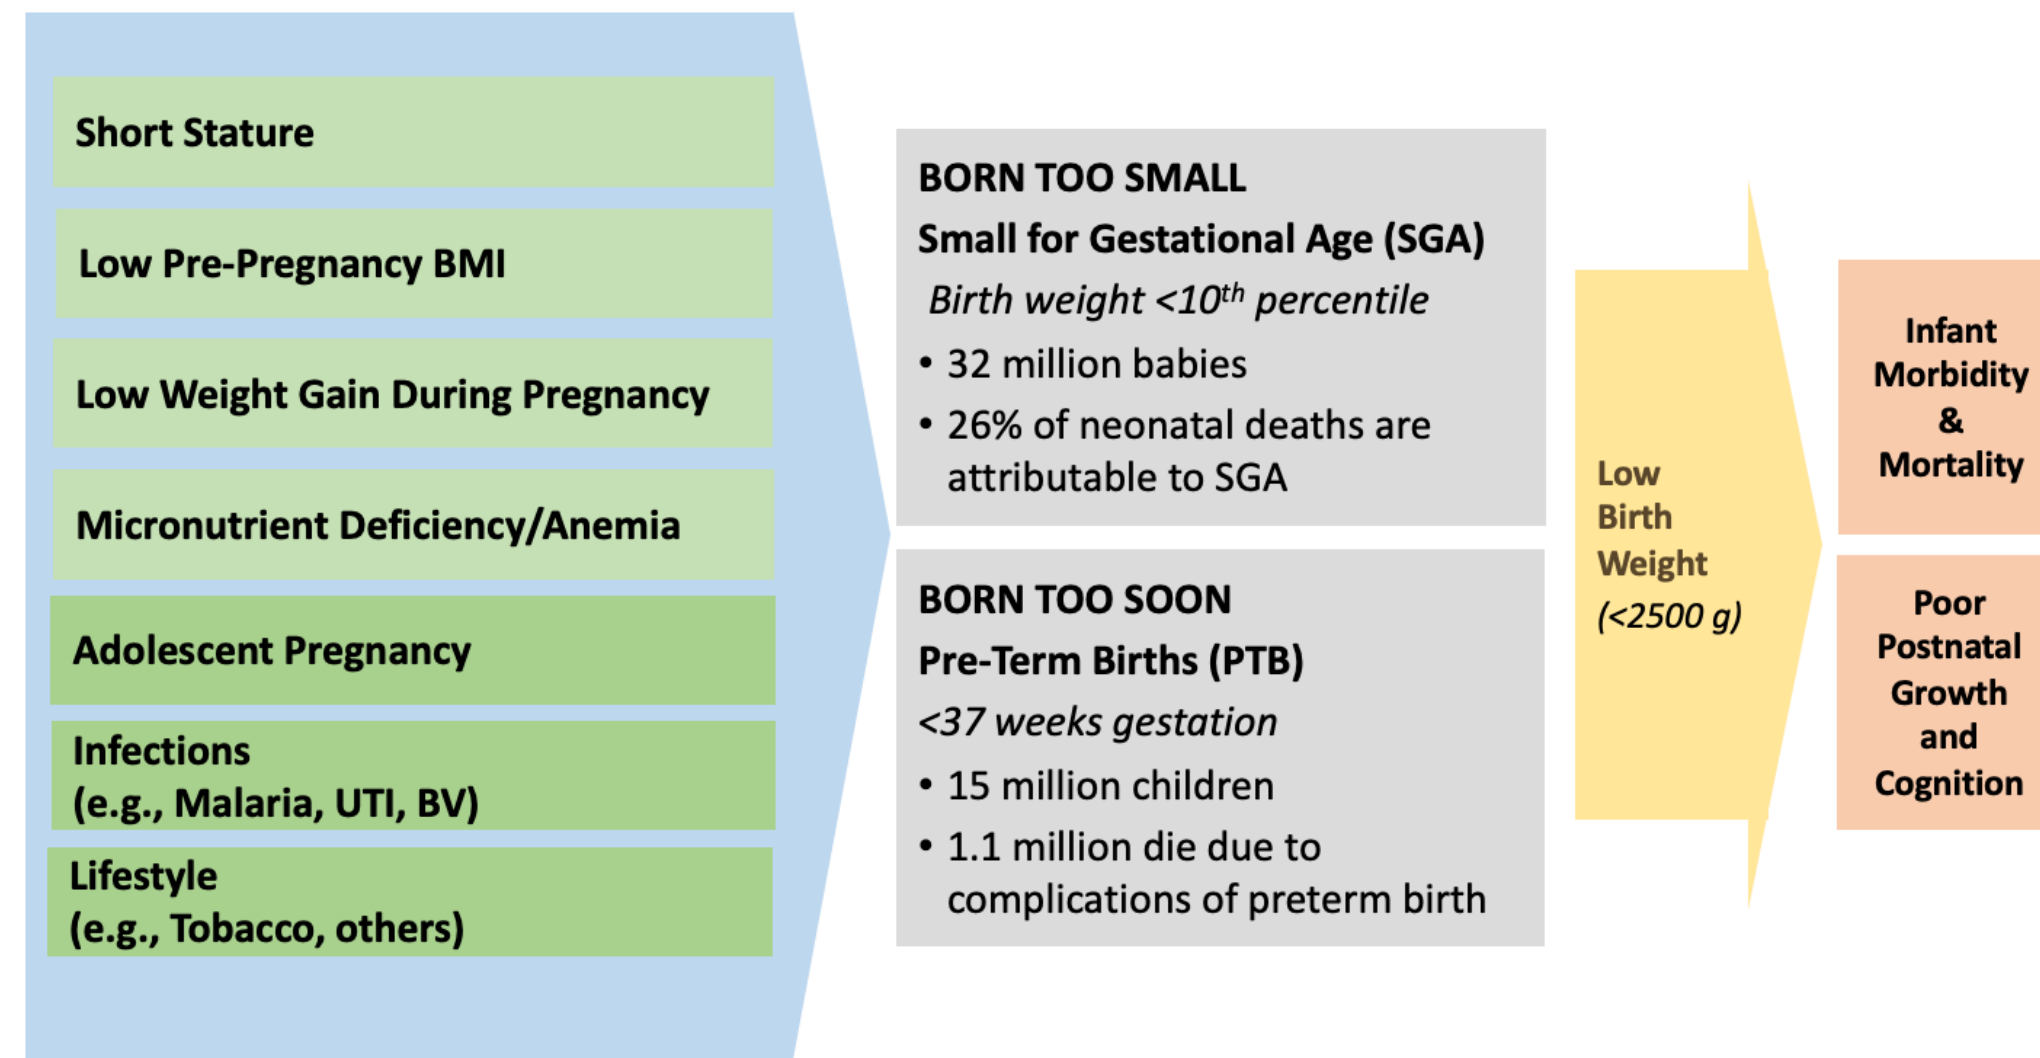 Short Stature
Low Pre-Pregnancy BMI
Low Weight Gain During Pregnancy
Micronutrient Deficiency/Anemia
Adolescent Pregnancy
Infections
(e.g., Malaria, UTI, BV)
Lifestyle
(e.g., Tobacco, others)
BORN TOO SMALL
Small for Gestational Age (SGA)
Birth weight <10th percentile
• 32 million babies
• 26% of neonatal deaths are
attributable to SGA
BORN TOO SOON
Pre-Term Births (PTB)
<37 weeks gestation
• 15 million children
• 1.1 million die due to
complications of preterm birth
Low
Birth
Weight
(<2500 g)
Infant
Morbidity
&
Mortality
Poor
Postnatal
Growth
and
Cognition